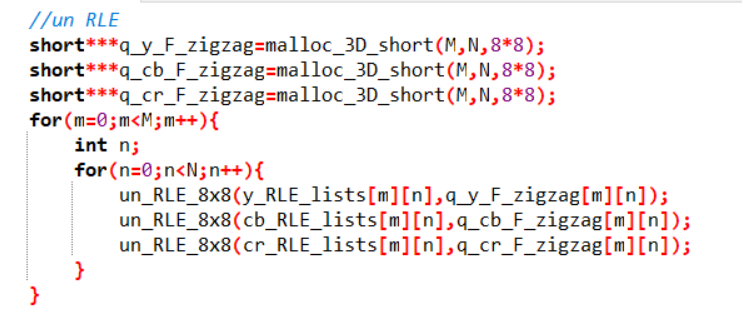 //un RLE
short***q_y_F_zigzag=malloc_3D_short(M,N,8*8);
short***q_cb_F_zigzag=malloc_3D_short(M,N,8*8);
short***q_cr_F_zigzag=malloc_3D_short(M,N,8*8);
for(m=0;m<M;m++){
    int n;
    for(n=0;n<N;n++){
        un_RLE_8x8(y_RLE_lists[m][n],q_y_F_zigzag[m][n]);
        un_RLE_8x8(cb_RLE_lists[m][n],q_cb_F_zigzag[m][n]);
        un_RLE_8x8(cr_RLE_lists[m][n],q_cr_F_zigzag[m][n]);
    }
}